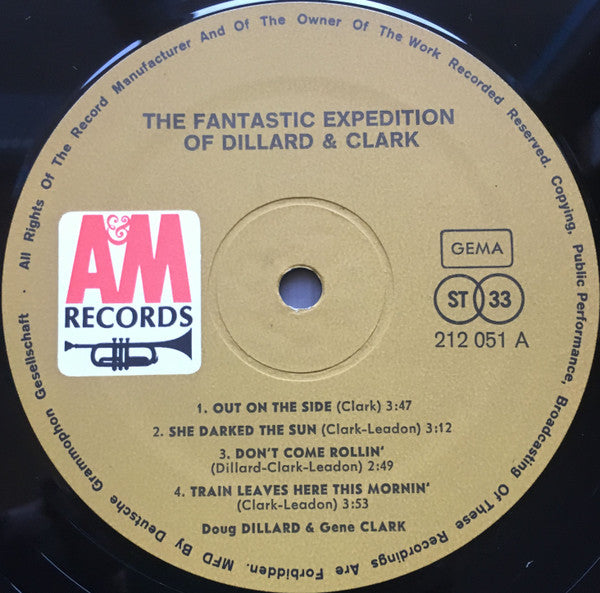 All Rights Of The Record Manufacturer And Of The Owner Of The Work Recorded Reserved. Copying, Public Performance, Broadcasting Of These Recordings Are Forbidden. MFD By Deutsche Grammophon Gesellschaft ·
THE FANTASTIC EXPEDITION
OF DILLARD & CLARK
A&M
RECORDS
GEMA
ST 33
212 051 A
1. OUT ON THE SIDE (Clark) 3:47
2. SHE DARKED THE SUN (Clark-Leadon) 3:12
3. DON'T COME ROLLIN'
(Dillard-Clark-Leadon) 2:49
4. TRAIN LEAVES HERE THIS MORNIN'
(Clark-Leadon) 3:53
Doug DILLARD & Gene CLARK